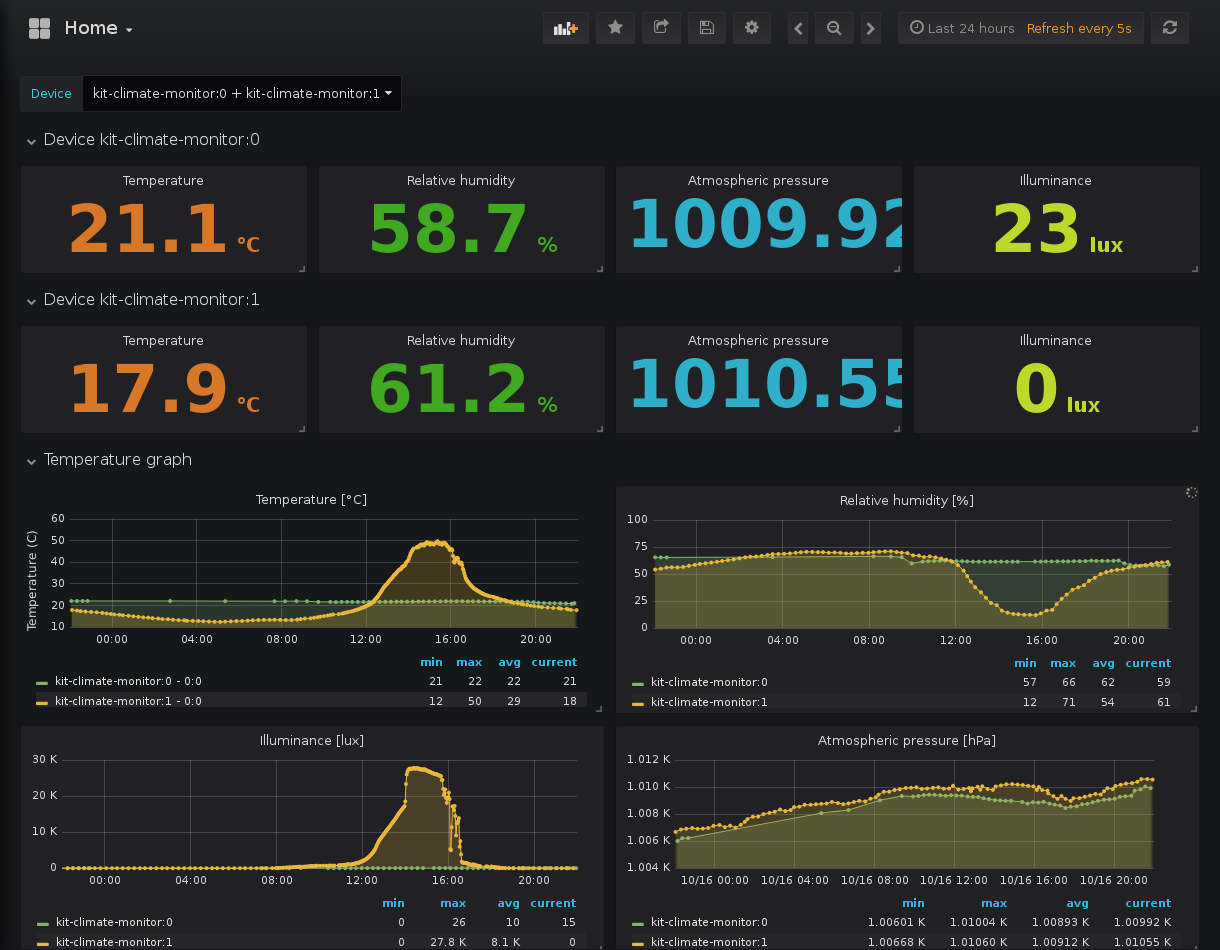 Home
Last 24 hours Refresh every 5s
Device kit-climate-monitor:0 + kit-climate-monitor:1
Device kit-climate-monitor:0
Temperature Relative humidity Atmospheric pressure Illuminance
21.1 °C 58.7 % 1009.92 23 lux
Device kit-climate-monitor:1
Temperature Relative humidity Atmospheric pressure Illuminance
17.9 °C 61.2 % 1010.55 0 lux
Temperature graph
Temperature [°C]
Temperature (C)
60
50
40
30
20
10
00:00 04:00 08:00 12:00 16:00 20:00
min max avg current
kit-climate-monitor:0 - 0:0 21 22 22 21
kit-climate-monitor:1 - 0:0 12 50 29 18
Relative humidity [%]
100
75
50
25
0
00:00 04:00 08:00 12:00 16:00 20:00
min max avg current
kit-climate-monitor:0 57 66 62 59
kit-climate-monitor:1 12 71 54 61
Illuminance [lux]
30 K
20 K
10 K
0
00:00 04:00 08:00 12:00 16:00 20:00
min max avg current
kit-climate-monitor:0 0 26 10 15
kit-climate-monitor:1 0 27.8 K 8.1 K 0
Atmospheric pressure [hPa]
1.012 K
1.010 K
1.008 K
1.006 K
1.004 K
10/16 00:00 10/16 04:00 10/16 08:00 10/16 12:00 10/16 16:00 10/16 20:00
min max avg current
kit-climate-monitor:0 1.00601 K 1.01004 K 1.00893 K 1.00992 K
kit-climate-monitor:1 1.00668 K 1.01060 K 1.00912 K 1.01055 K